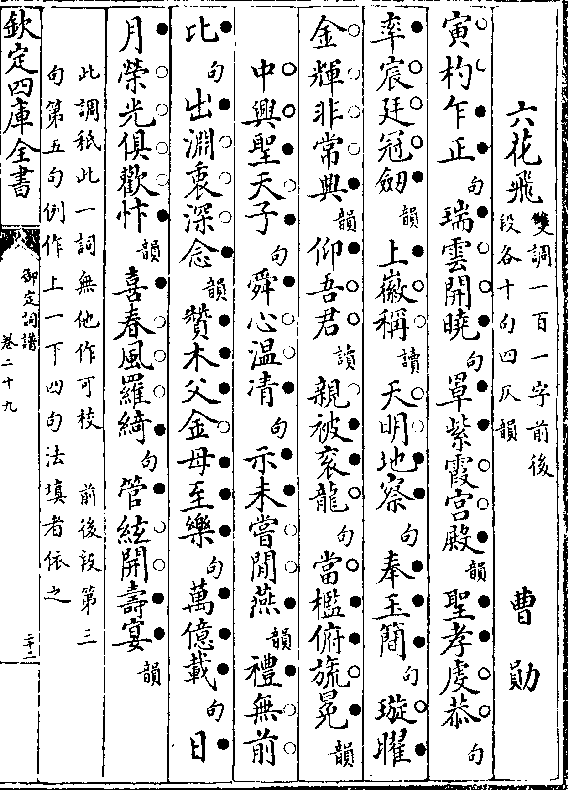 六花飛 雙調一百一字前後
段各十句四仄韻 曹勛
寅杓乍正句瑞雲開曉句罩紫霞宫殿韻聖孝虔恭句
率宸廷冠劒韻上徽稱讀天明地察句奉玉簡句璇曜
金輝非常典韻仰吾君讀親被衮龍句當檻俯旒冕韻
中興聖天子句舜心温凊句示未嘗閒燕韻禮無前
比句出淵衷深念韻贊木父金母至樂句萬億載句日
月榮光俱歡忭韻喜春風羅綺句管絃開壽宴韻
此調秖此一詞無他作可校 前後段第三
句第五句例作上一下四句法填者依之
欽定四庫全書
御定詞譜
卷二十九